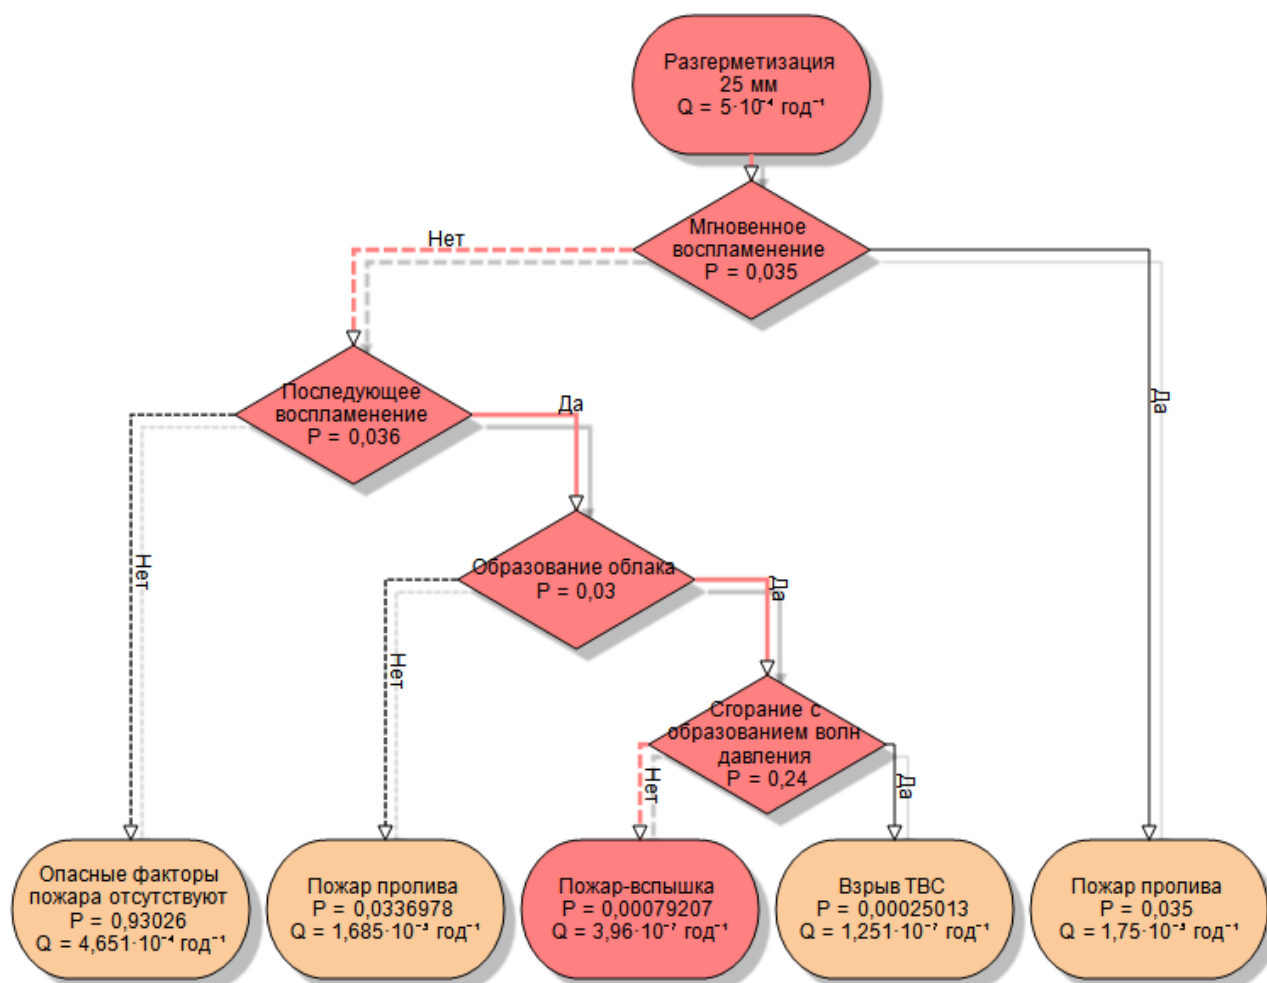 Разгерметизация
25 мм
Q = 5·10⁻⁴ год⁻¹
Мгновенное
воспламенение
P = 0,035
Нет
Да
Последующее
воспламенение
P = 0,036
Да
Нет
Образование облака
P = 0,03
Да
Нет
Сгорание с
образованием волн
давления
P = 0,24
Нет
Да
Опасные факторы
пожара отсутствуют
P = 0,93026
Q = 4,651·10⁻⁴ год⁻¹
Пожар пролива
P = 0,0336978
Q = 1,685·10⁻⁵ год⁻¹
Пожар-вспышка
P = 0,00079207
Q = 3,96·10⁻⁷ год⁻¹
Взрыв ТВС
P = 0,00025013
Q = 1,251·10⁻⁷ год⁻¹
Пожар пролива
P = 0,035
Q = 1,75·10⁻⁵ год⁻¹